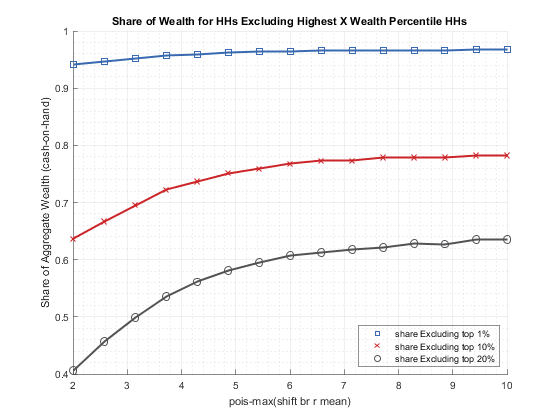 Share of Wealth for HHs Excluding Highest X Wealth Percentile HHs
Share of Aggregate Wealth (cash-on-hand)
1
0.9
0.8
0.7
0.6
0.5
0.4
2 3 4 5 6 7 8 9 10
pois-max(shift br r mean)
share Excluding top 1%
share Excluding top 10%
share Excluding top 20%